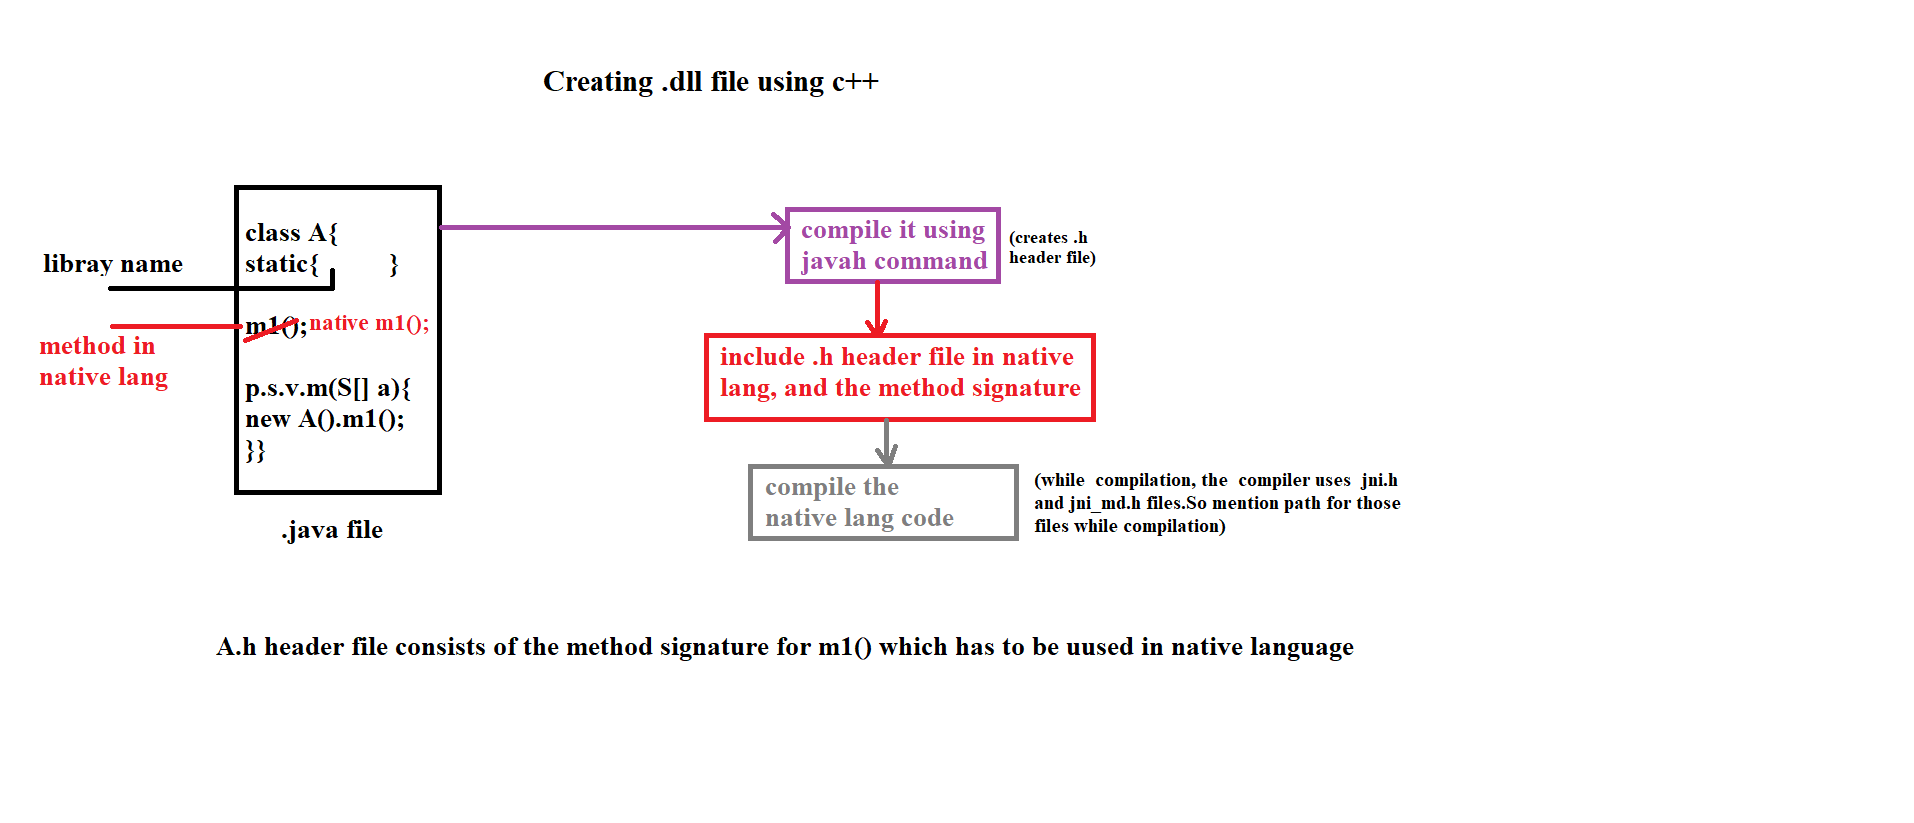 Creating .dll file using c++
class A{
static{ }
libray name
m1(); native m1();
method in
native lang
p.s.v.m(S[] a){
new A().m1();
}}
.java file
compile it using
javah command
(creates .h
header file)
include .h header file in native
lang, and the method signature
compile the
native lang code
(while compilation, the compiler uses jni.h
and jni_md.h files.So mention path for those
files while compilation)
A.h header file consists of the method signature for m1() which has to be uused in native language